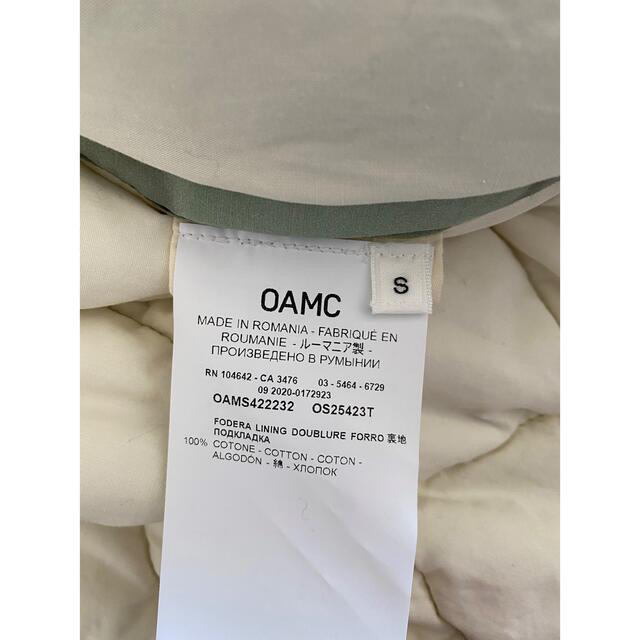 OAMC
S
MADE IN ROMANIA - FABRIQUÉ EN
ROUMANIE - ルーマニア製 -
ПРОИЗВЕДЕНО В РУМЫНИИ
RN 104642 - CA 3476 03 - 5464 - 6729
09 2020-0172923
OAMS422232 OS25423T
FODERA LINING DOUBLURE FORRO 裏地
ПОДКЛАДКА
100% COTONE - COTTON - COTON -
ALGODÓN - 綿 - ХЛОПОК